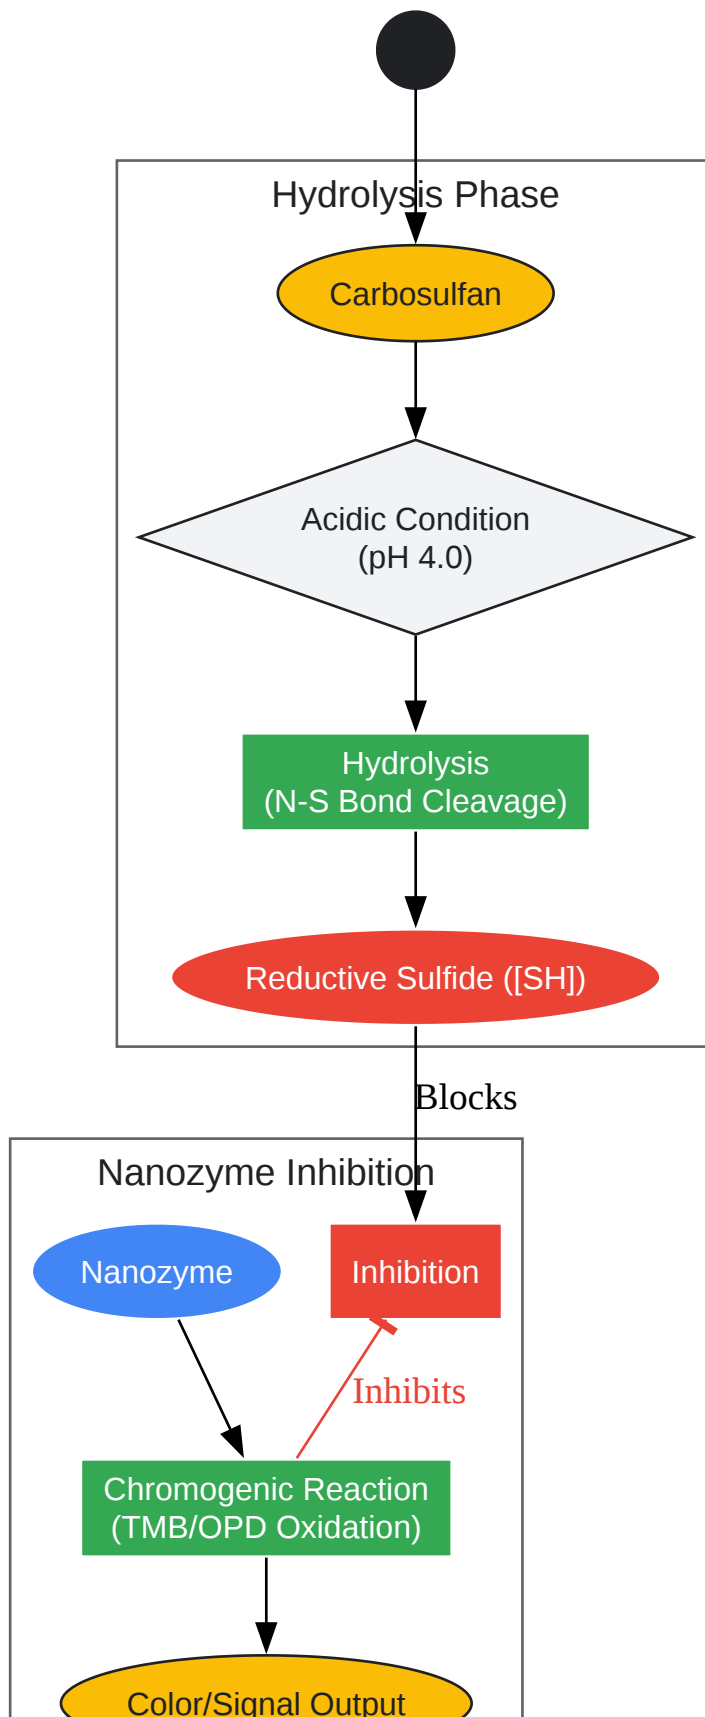 Hydrolysis Phase
Carbosulfan
Acidic Condition
(pH 4.0)
Hydrolysis
(N-S Bond Cleavage)
Reductive Sulfide ([SH])
Blocks
Nanozyme Inhibition
Nanozyme
Inhibition
Inhibits
Chromogenic Reaction
(TMB/OPD Oxidation)
Color/Signal Output